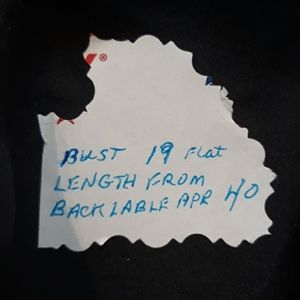 BUST 19 Flat
LENGTH FROM
BACK LABLE APR 40